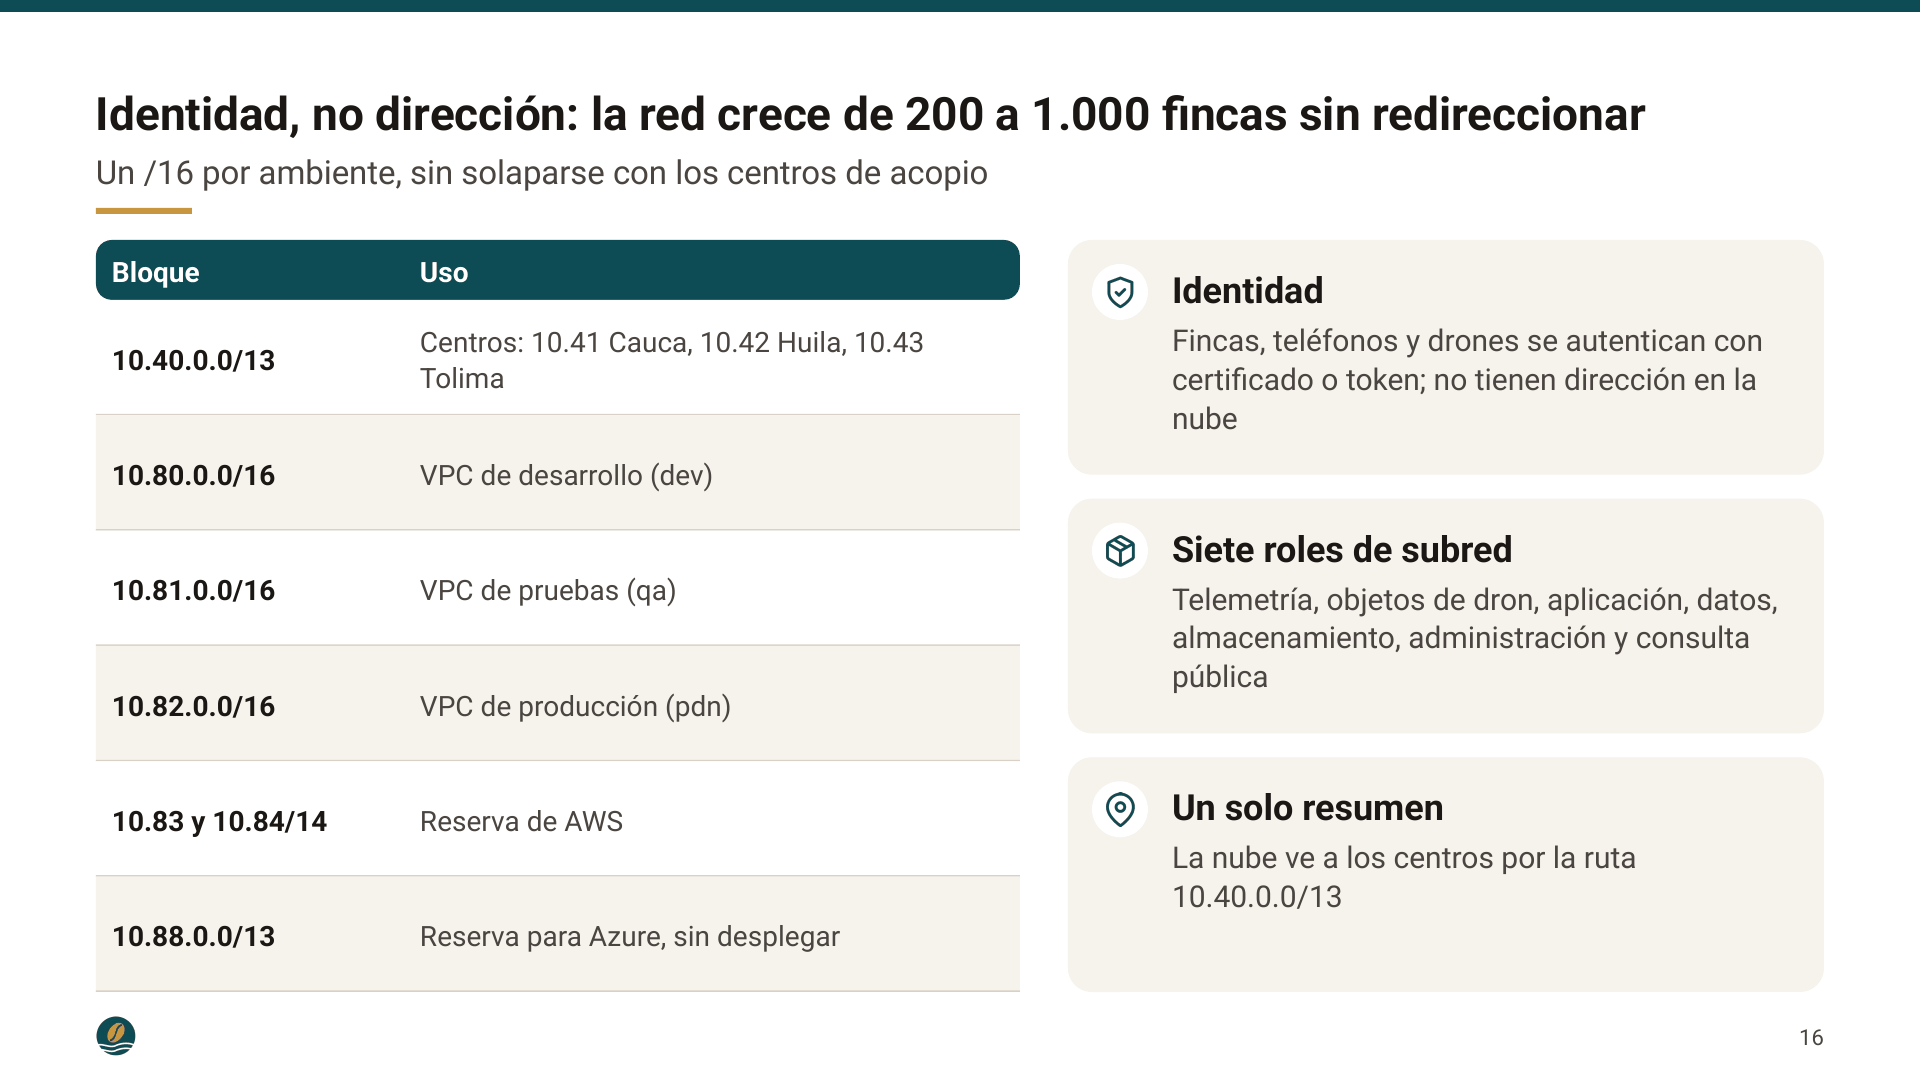 Identidad, no dirección: la red crece de 200 a 1.000 fincas sin redireccionar
Un /16 por ambiente, sin solaparse con los centros de acopio
Bloque Uso
10.40.0.0/13 Centros: 10.41 Cauca, 10.42 Huila, 10.43
Tolima
10.80.0.0/16 VPC de desarrollo (dev)
10.81.0.0/16 VPC de pruebas (qa)
10.82.0.0/16 VPC de producción (pdn)
10.83 y 10.84/14 Reserva de AWS
10.88.0.0/13 Reserva para Azure, sin desplegar
Identidad
Fincas, teléfonos y drones se autentican con
certificado o token; no tienen dirección en la
nube
Siete roles de subred
Telemetría, objetos de dron, aplicación, datos,
almacenamiento, administración y consulta
pública
Un solo resumen
La nube ve a los centros por la ruta
10.40.0.0/13
16